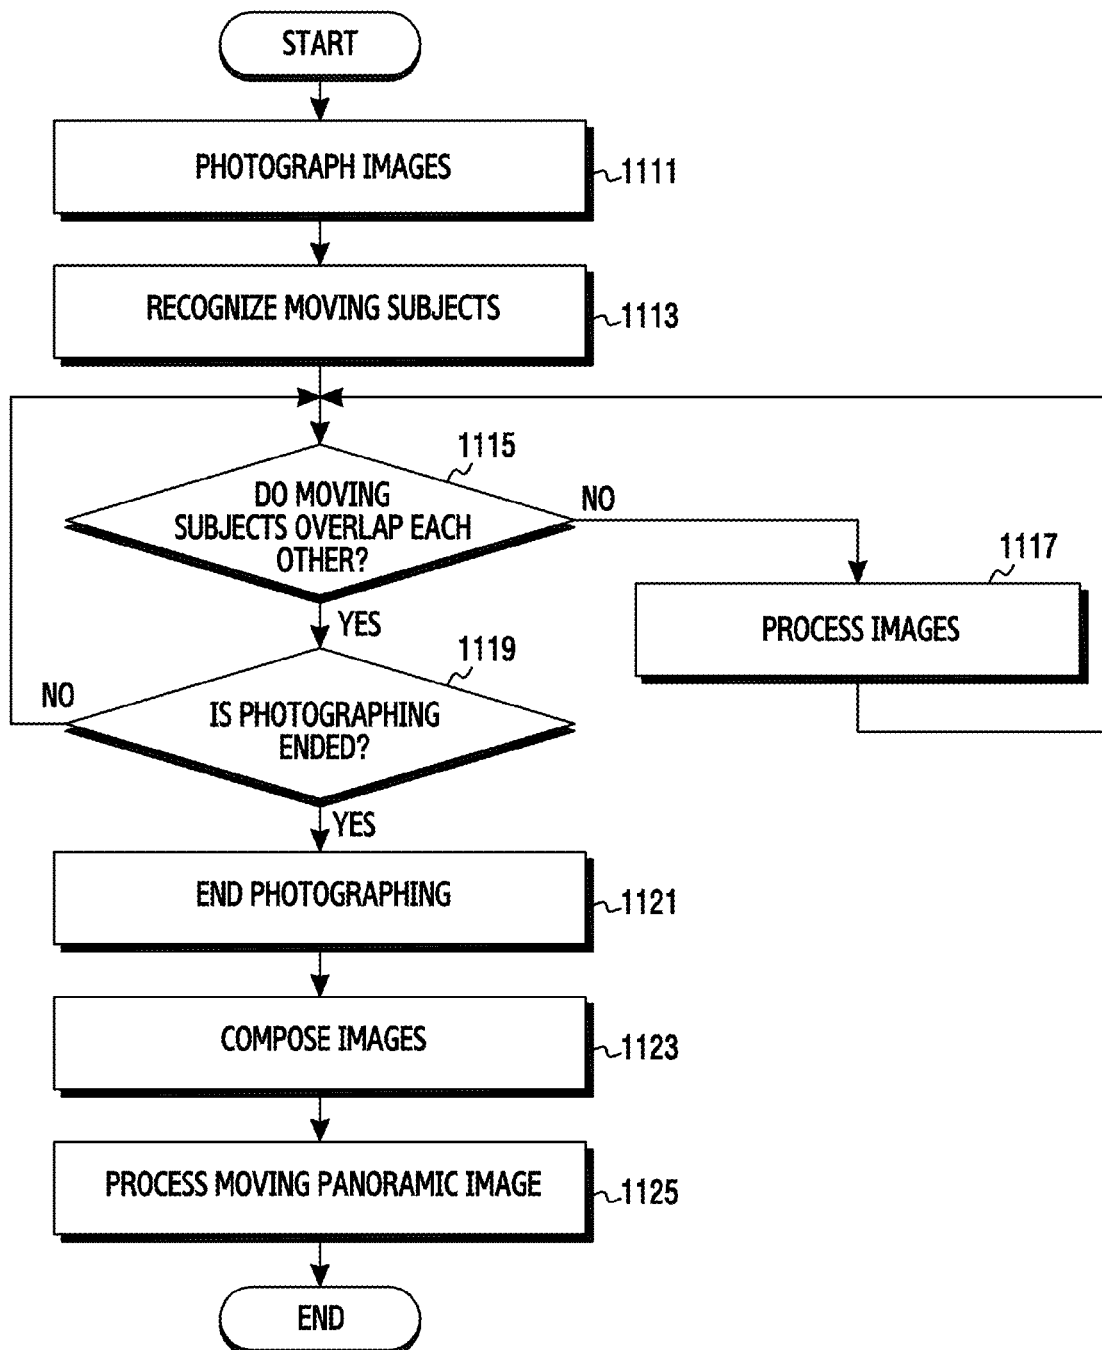 START
PHOTOGRAPH IMAGES
1111
RECOGNIZE MOVING SUBJECTS
1113
1115
DO MOVING
SUBJECTS OVERLAP EACH
OTHER?
NO
1117
PROCESS IMAGES
YES
1119
NO
IS PHOTOGRAPHING
ENDED?
YES
END PHOTOGRAPHING
1121
COMPOSE IMAGES
1123
PROCESS MOVING PANORAMIC IMAGE
1125
END